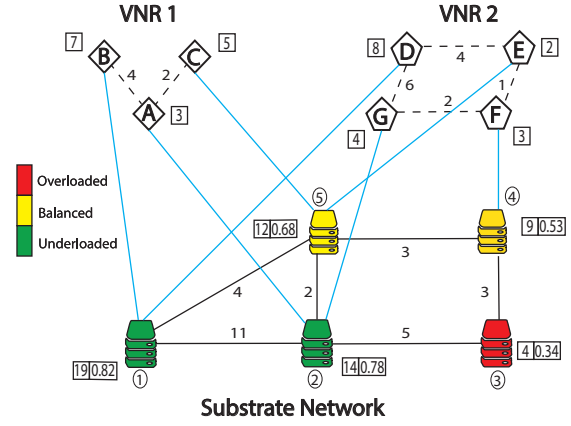 VNR 1
VNR 2
7
B
C
5
4
2
A
3
8
D
4
E
2
6
1
G
2
F
4
3
Overloaded
Balanced
Underloaded
⑤
④
12 0.68
9 0.53
3
4
2
3
11
5
19 0.82
①
②
14 0.78
4 0.34
③
Substrate Network